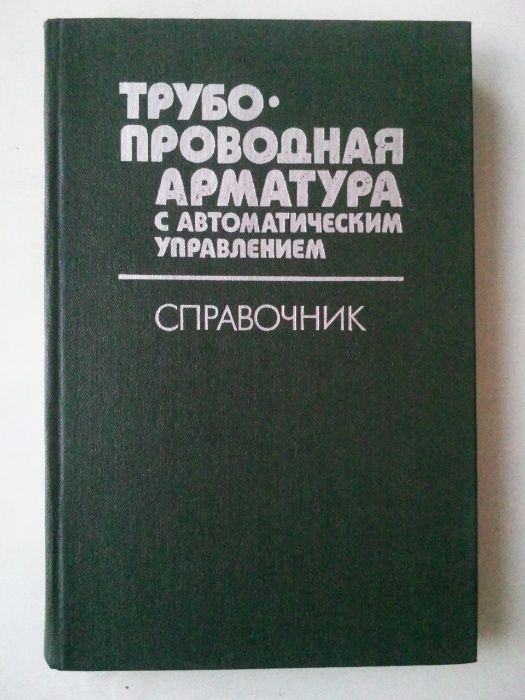 ТРУБО•
ПРОВОДНАЯ
АРМАТУРА
С АВТОМАТИЧЕСКИМ
УПРАВЛЕНИЕМ
СПРАВОЧНИК